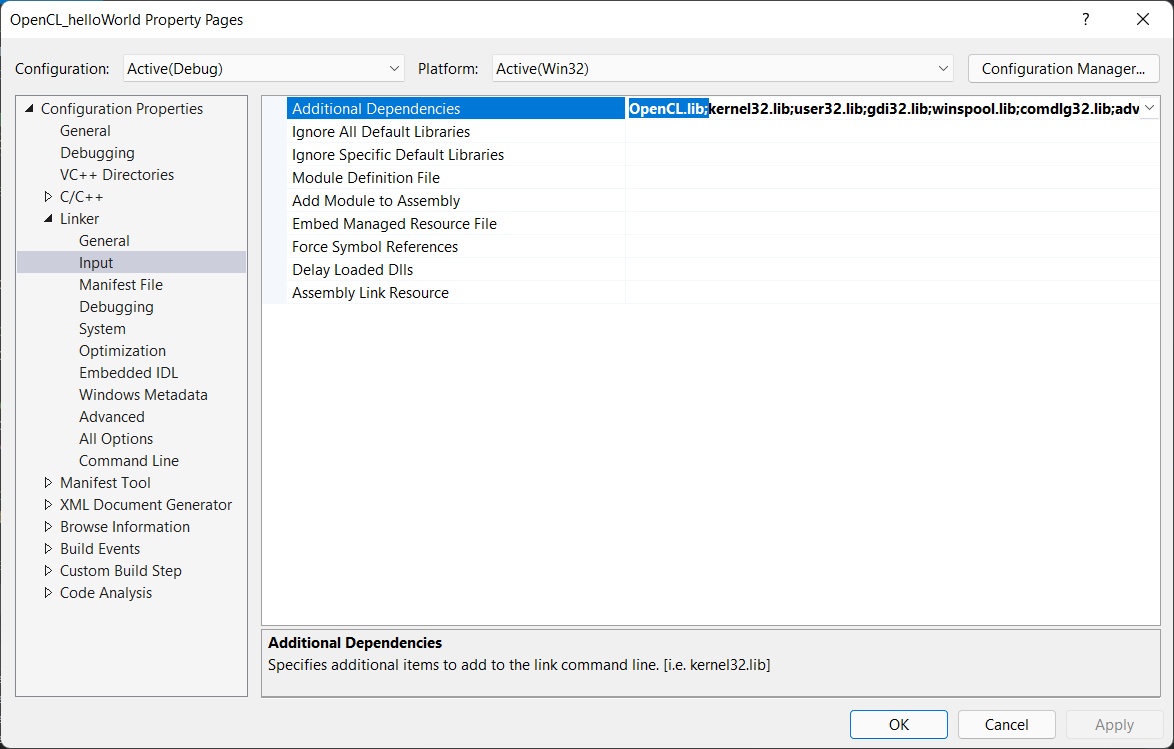 OpenCL_helloWorld Property Pages
?
Configuration: Active(Debug) Platform: Active(Win32) Configuration Manager...
Configuration Properties
General
Debugging
VC++ Directories
C/C++
Linker
General
Input
Manifest File
Debugging
System
Optimization
Embedded IDL
Windows Metadata
Advanced
All Options
Command Line
Manifest Tool
XML Document Generator
Browse Information
Build Events
Custom Build Step
Code Analysis
Additional Dependencies OpenCL.lib;kernel32.lib;user32.lib;gdi32.lib;winspool.lib;comdlg32.lib;adv
Ignore All Default Libraries
Ignore Specific Default Libraries
Module Definition File
Add Module to Assembly
Embed Managed Resource File
Force Symbol References
Delay Loaded Dlls
Assembly Link Resource
Additional Dependencies
Specifies additional items to add to the link command line. [i.e. kernel32.lib]
OK Cancel Apply